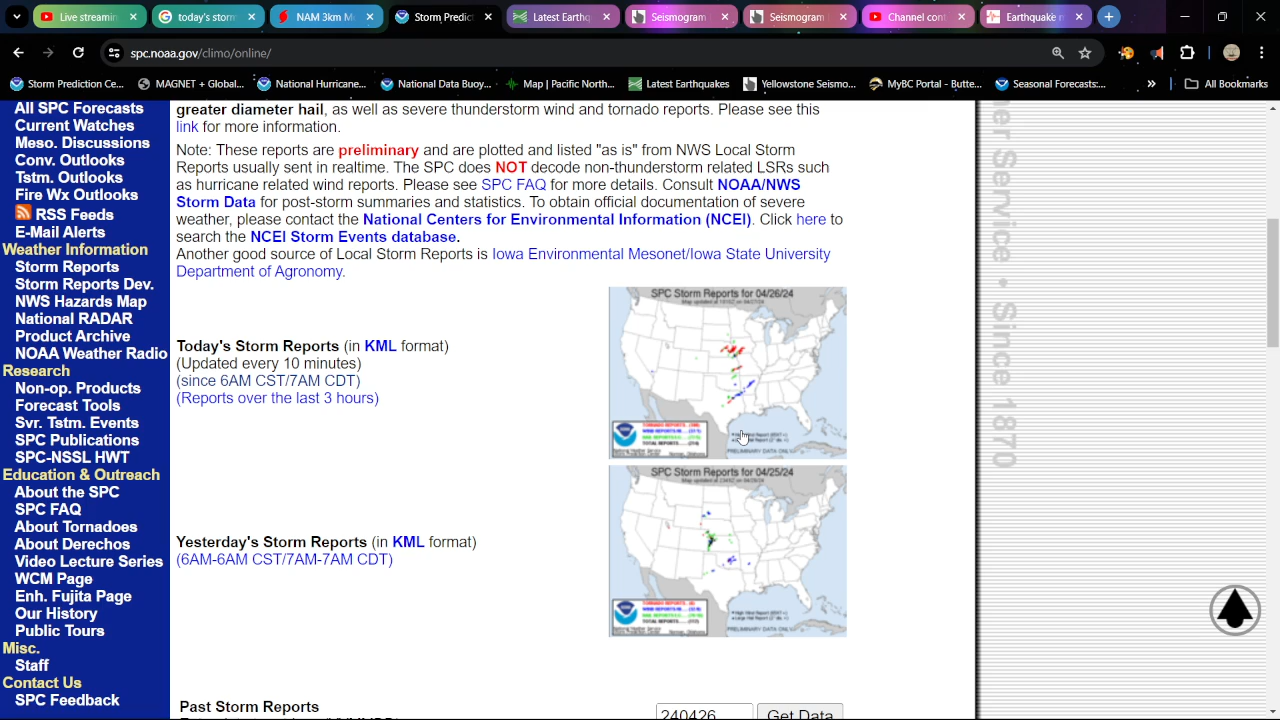 Live streamin
today's storm
NAM 3km M
Storm Predic
Latest Earthq
Seismogram
Seismogram
Channel con
Earthquake
spc.noaa.gov/climo/online/
Storm Prediction Ce...
MAGNET + Global...
National Hurricane...
National Data Buoy...
Map | Pacific North...
Latest Earthquakes
Yellowstone Seismo...
MyBC Portal - Butte...
Seasonal Forecasts:...
All Bookmarks
All SPC Forecasts
Current Watches
Meso. Discussions
Conv. Outlooks
Tstm. Outlooks
Fire Wx Outlooks
RSS Feeds
E-Mail Alerts
Weather Information
Storm Reports
Storm Reports Dev.
NWS Hazards Map
National RADAR
Product Archive
NOAA Weather Radio
Research
Non-op. Products
Forecast Tools
Svr. Tstm. Events
SPC Publications
SPC-NSSL HWT
Education & Outreach
About the SPC
SPC FAQ
About Tornadoes
About Derechos
Video Lecture Series
WCM Page
Enh. Fujita Page
Our History
Public Tours
Misc.
Staff
Contact Us
SPC Feedback
greater diameter hail, as well as severe thunderstorm wind and tornado reports. Please see this
link for more information.
Note: These reports are preliminary and are plotted and listed "as is" from NWS Local Storm
Reports usually sent in realtime. The SPC does NOT decode non-thunderstorm related LSRs such
as hurricane related wind reports. Please see SPC FAQ for more details. Consult NOAA/NWS
Storm Data for post-storm summaries and statistics. To obtain official documentation of severe
weather, please contact the National Centers for Environmental Information (NCEI). Click here to
search the NCEI Storm Events database.
Another good source of Local Storm Reports is Iowa Environmental Mesonet/Iowa State University
Department of Agronomy.
Today's Storm Reports (in KML format)
(Updated every 10 minutes)
(since 6AM CST/7AM CDT)
(Reports over the last 3 hours)
SPC Storm Reports for 04/26/24
PRELIMINARY DATA ONLY
Yesterday's Storm Reports (in KML format)
(6AM-6AM CST/7AM-7AM CDT)
SPC Storm Reports for 04/25/24
PRELIMINARY DATA ONLY
Past Storm Reports
240426
Get Data
her Service • Since 1870